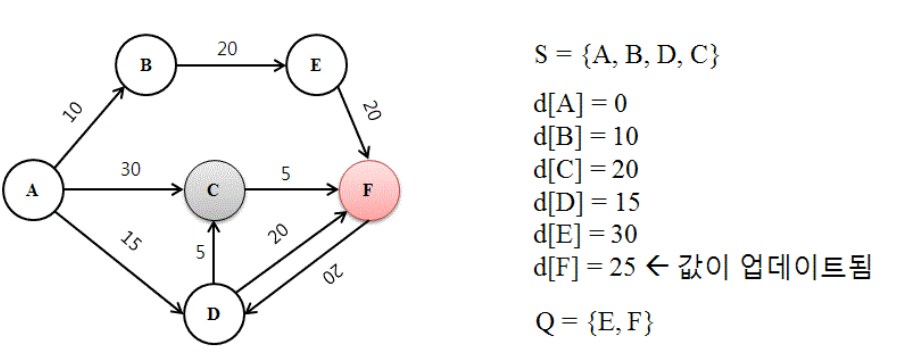 B
20
E
10
20
A
30
C
5
F
15
5
20
20
D
S = {A, B, D, C}
d[A] = 0
d[B] = 10
d[C] = 20
d[D] = 15
d[E] = 30
d[F] = 25 ← 값이 업데이트됨
Q = {E, F}